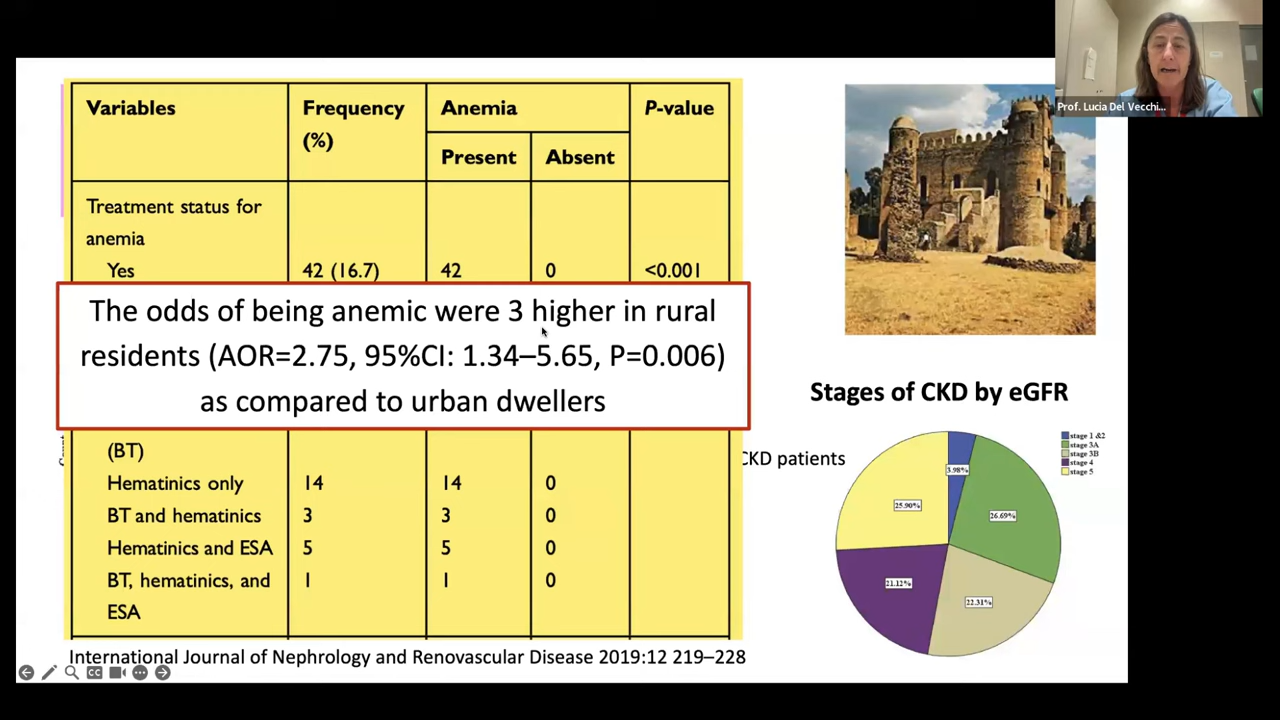 Prof. Lucia Del Vecchi...
Variables Frequency Anemia P-value
(%)
Present Absent
Treatment status for
anemia
Yes 42 (16.7) 42 0 <0.001
The odds of being anemic were 3 higher in rural
residents (AOR=2.75, 95%CI: 1.34–5.65, P=0.006)
as compared to urban dwellers
(BT)
Hematinics only 14 14 0
BT and hematinics 3 3 0
Hematinics and ESA 5 5 0
BT, hematinics, and 1 1 0
ESA
CKD patients
International Journal of Nephrology and Renovascular Disease 2019:12 219–228
Stages of CKD by eGFR
stage 1 &2
stage 3A
stage 3B
stage 4
stage 5
3.98%
26.69%
22.31%
21.12%
25.90%
CC